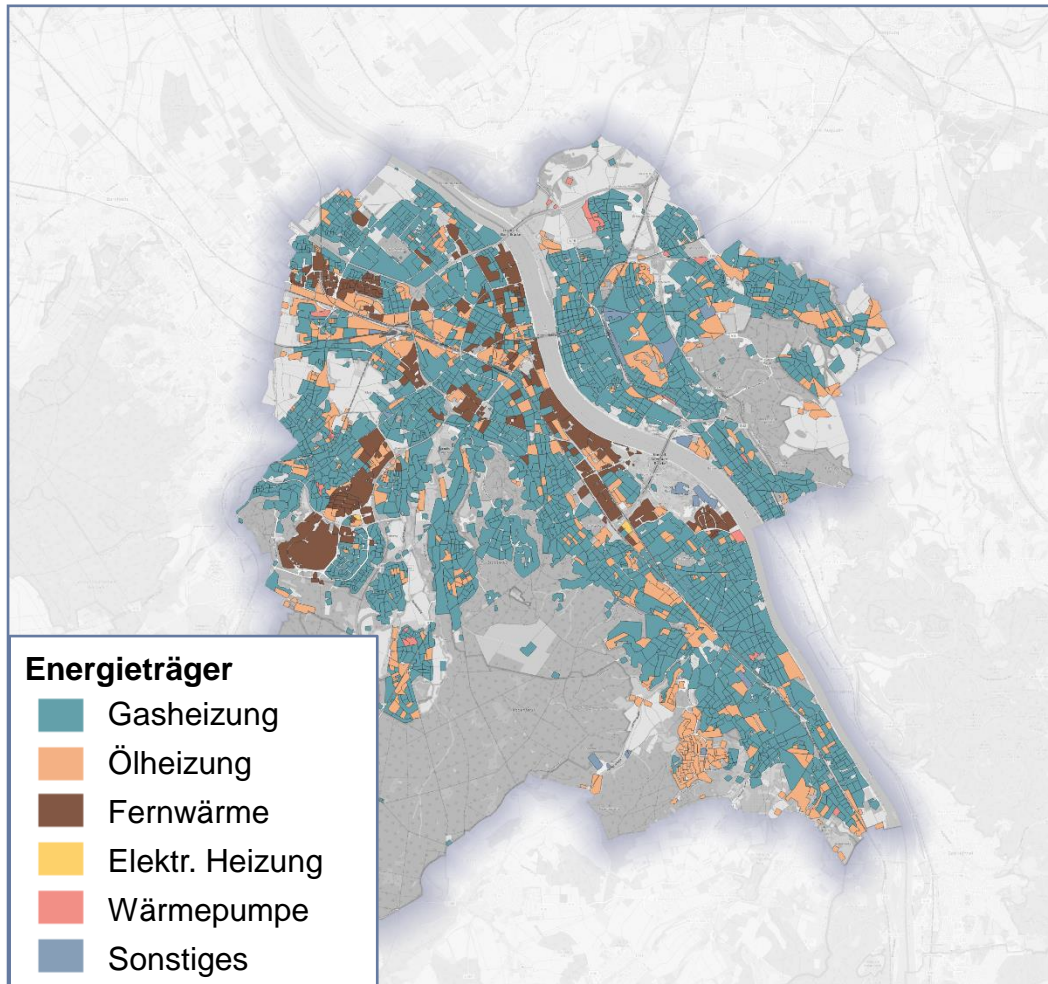 Energieträger
Gasheizung
Ölheizung
Fernwärme
Elektr. Heizung
Wärmepumpe
Sonstiges